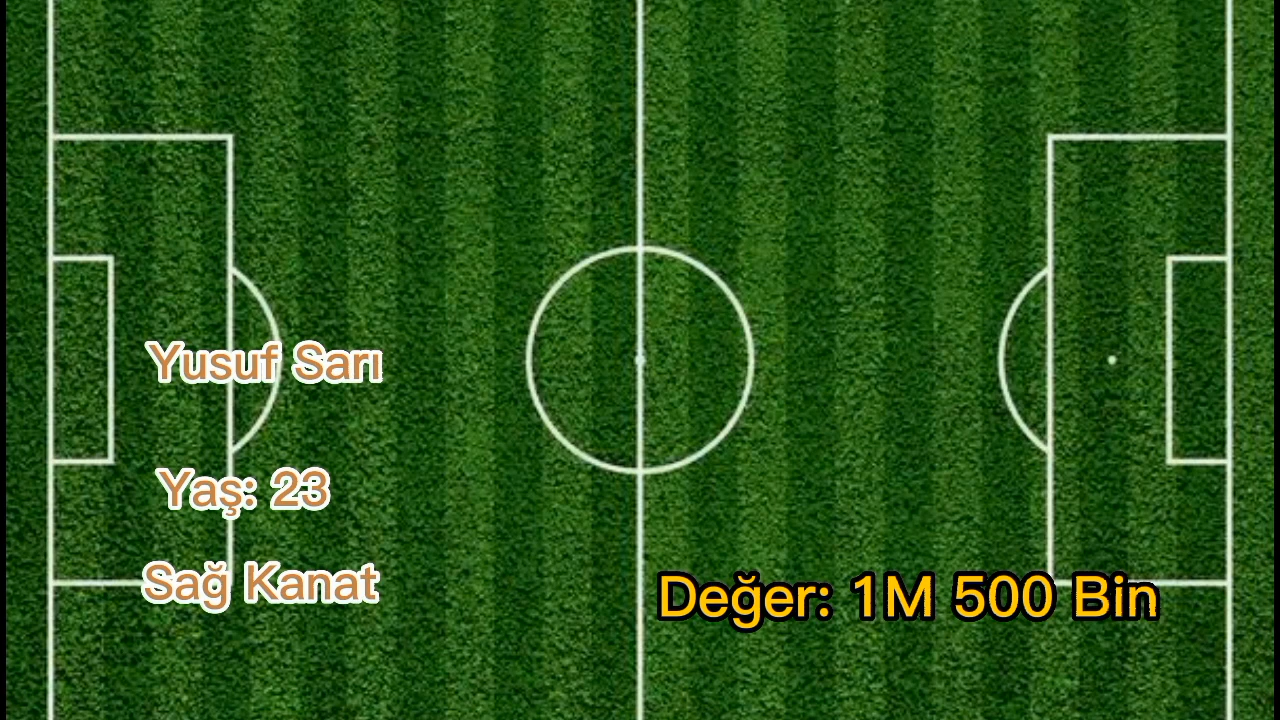 Yusuf Sarı
Yaş: 23
Sağ Kanat
Değer: 1M 500 Bin